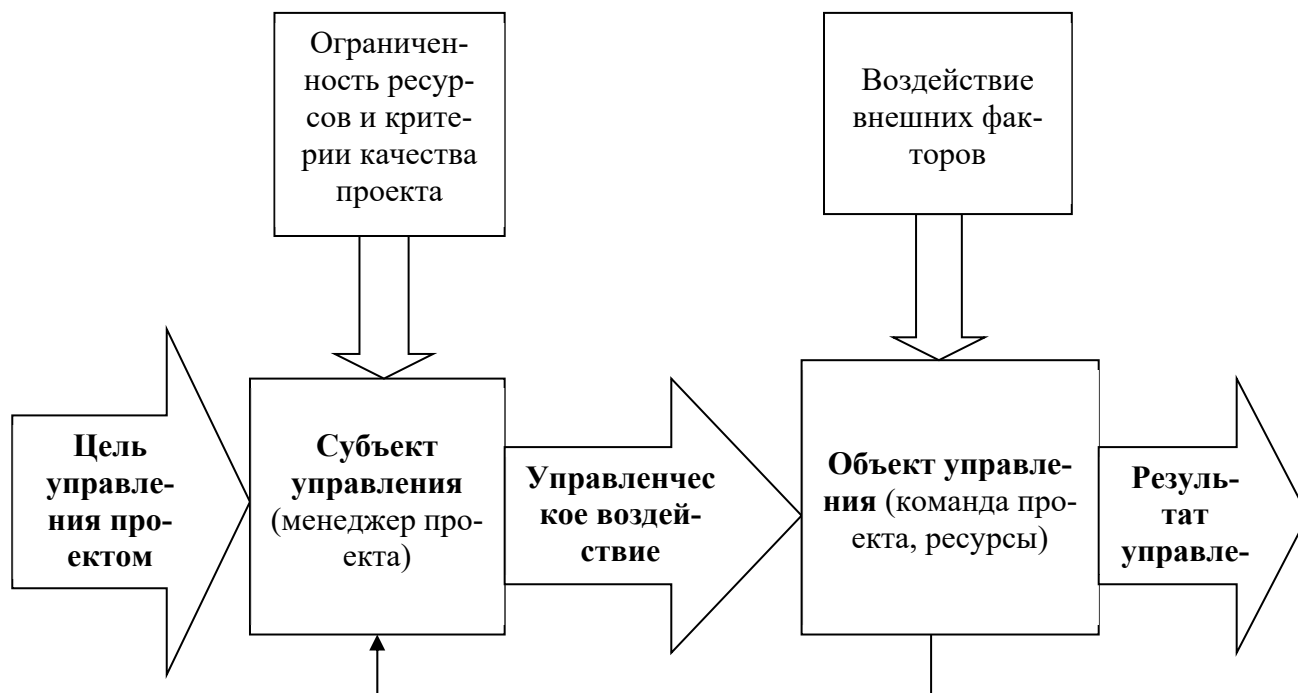 Ограничен-
ность ресур-
сов и крите-
рии качества
проекта
Воздействие
внешних фак-
торов
Цель
управле-
ния про-
ектом
Субъект
управления
(менеджер про-
екта)
Управленчес
кое воздей-
ствие
Объект управле-
ния (команда про-
екта, ресурсы)
Резуль-
тат
управле-